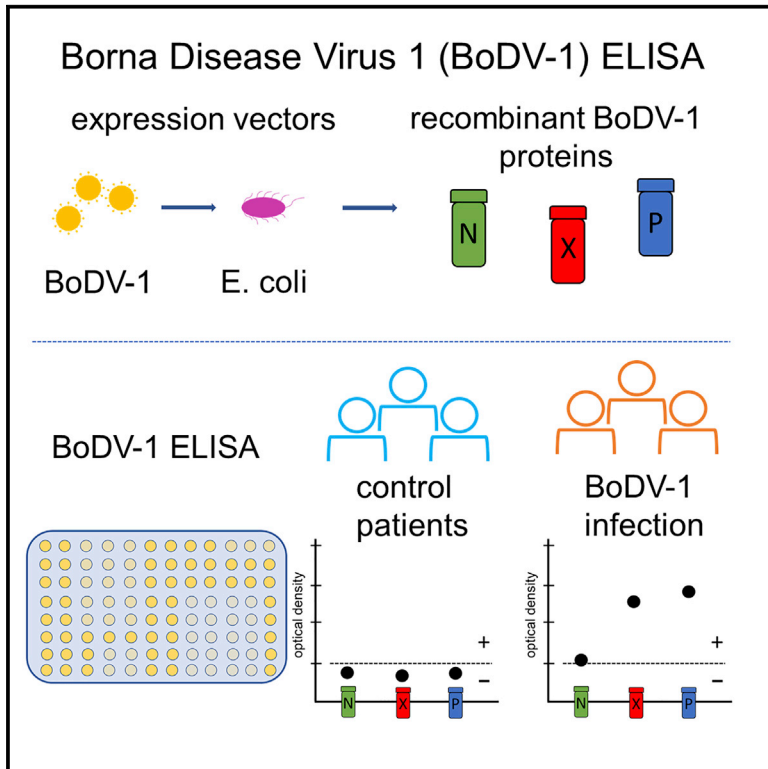 Borna Disease Virus 1 (BoDV-1) ELISA
expression vectors
recombinant BoDV-1
proteins
N
X
P
BoDV-1
E. coli
BoDV-1 ELISA
control
patients
BoDV-1
infection
optical density
+
–
N
X
P
optical density
+
–
N
X
P